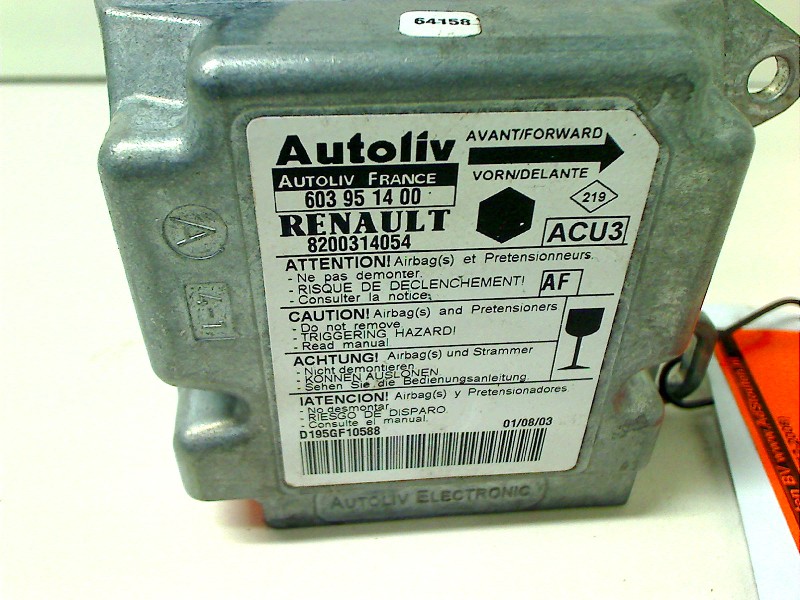 64158
Autoliv
AVANT/FORWARD
AUTOLIV FRANCE
VORN/DELANTE
603 95 14 00
219
RENAULT
ACU3
8200314054
ATTENTION! Airbag(s) et Pretensionneurs.
- Ne pas demonter.
- RISQUE DE DECLENCHEMENT!
- Consulter la notice.
AF
CAUTION! Airbag(s) and Pretensioners
- Do not remove
- TRIGGERING HAZARD!
- Read manual
ACHTUNG! Airbag(s) und Strammer
- Nicht demontieren
- KONNEN AUSLONEN
- Sehen Sie die Bedienungsanleitung
IATENCION! Airbag(s) y Pretensionadores.
- No desmontar
- RIESGO DE DISPARO.
- Consulte el manual.
01/08/03
D195GF10588
AUTOLIV ELECTRONIC
A